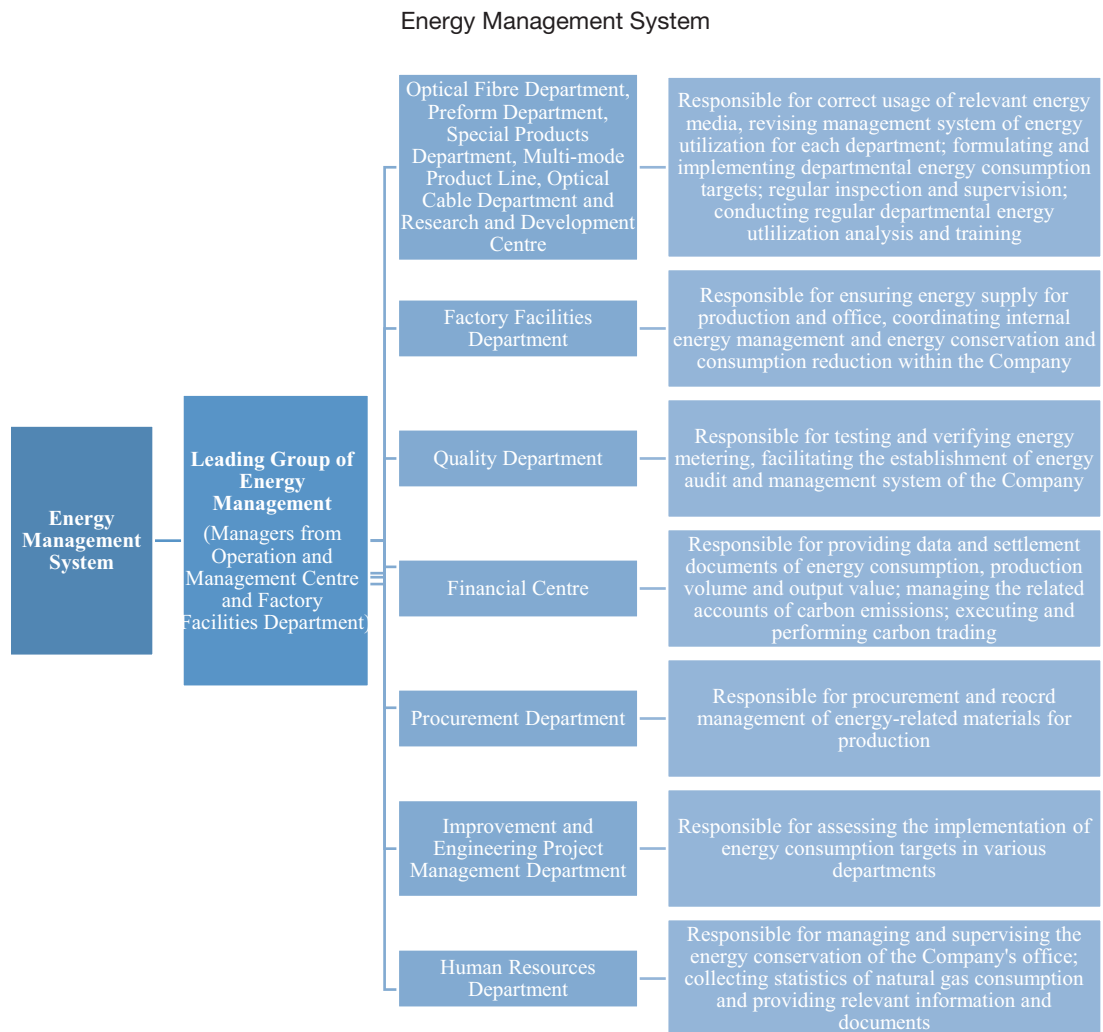 Energy Management System
Energy
Management
System
Leading Group of
Energy
Management
(Managers from
Operation and
Management Centre
and Factory
Facilities Department)
Optical Fibre Department,
Preform Department,
Special Products
Department, Multi-mode
Product Line, Optical
Cable Department and
Research and Development
Centre
Responsible for correct usage of relevant energy
media, revising management system of energy
utilization for each department; formulating and
implementing departmental energy consumption
targets; regular inspection and supervision;
conducting regular departmental energy
utlilization analysis and training
Factory Facilities
Department
Responsible for ensuring energy supply for
production and office, coordinating internal
energy management and energy conservation and
consumption reduction within the Company
Quality Department
Responsible for testing and verifying energy
metering, facilitating the establishment of energy
audit and management system of the Company
Financial Centre
Responsible for providing data and settlement
documents of energy consumption, production
volume and output value; managing the related
accounts of carbon emissions; executing and
performing carbon trading
Procurement Department
Responsible for procurement and reocrd
management of energy-related materials for
production
Improvement and
Engineering Project
Management Department
Responsible for assessing the implementation of
energy consumption targets in various
departments
Human Resources
Department
Responsible for managing and supervising the
energy conservation of the Company's office;
collecting statistics of natural gas consumption
and providing relevant information and
documents